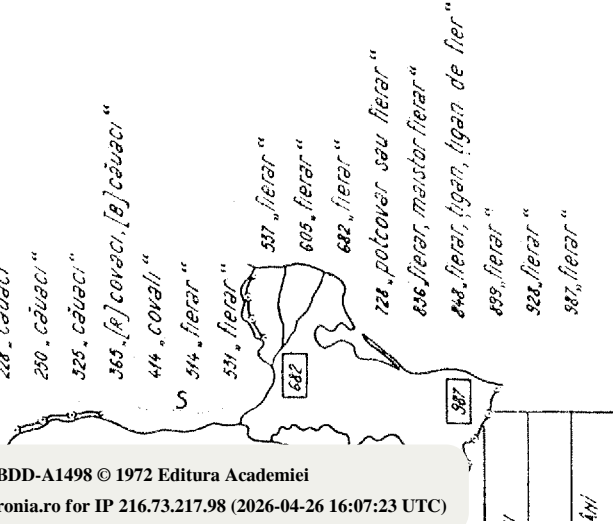 228 „căuaci“
250 „căuaci“
325 „căuaci“
365 „[R] covaci, [B] căuaci“
414 „covali“
514 „fierar“
531 „fierar“
537 „fierar“
605 „fierar“
682 „fierar“
728 „potcovar sau fierar“
836 „fierar, maistor fierar“
848 „fierar, țigan, țigan de fier“
899 „fierar“
928 „fierar“
987 „fierar“
S
682
987
BDD-A1498 © 1972 Editura Academiei
ronia.ro for IP 216.73.217.98 (2026-04-26 16:07:23 UTC)